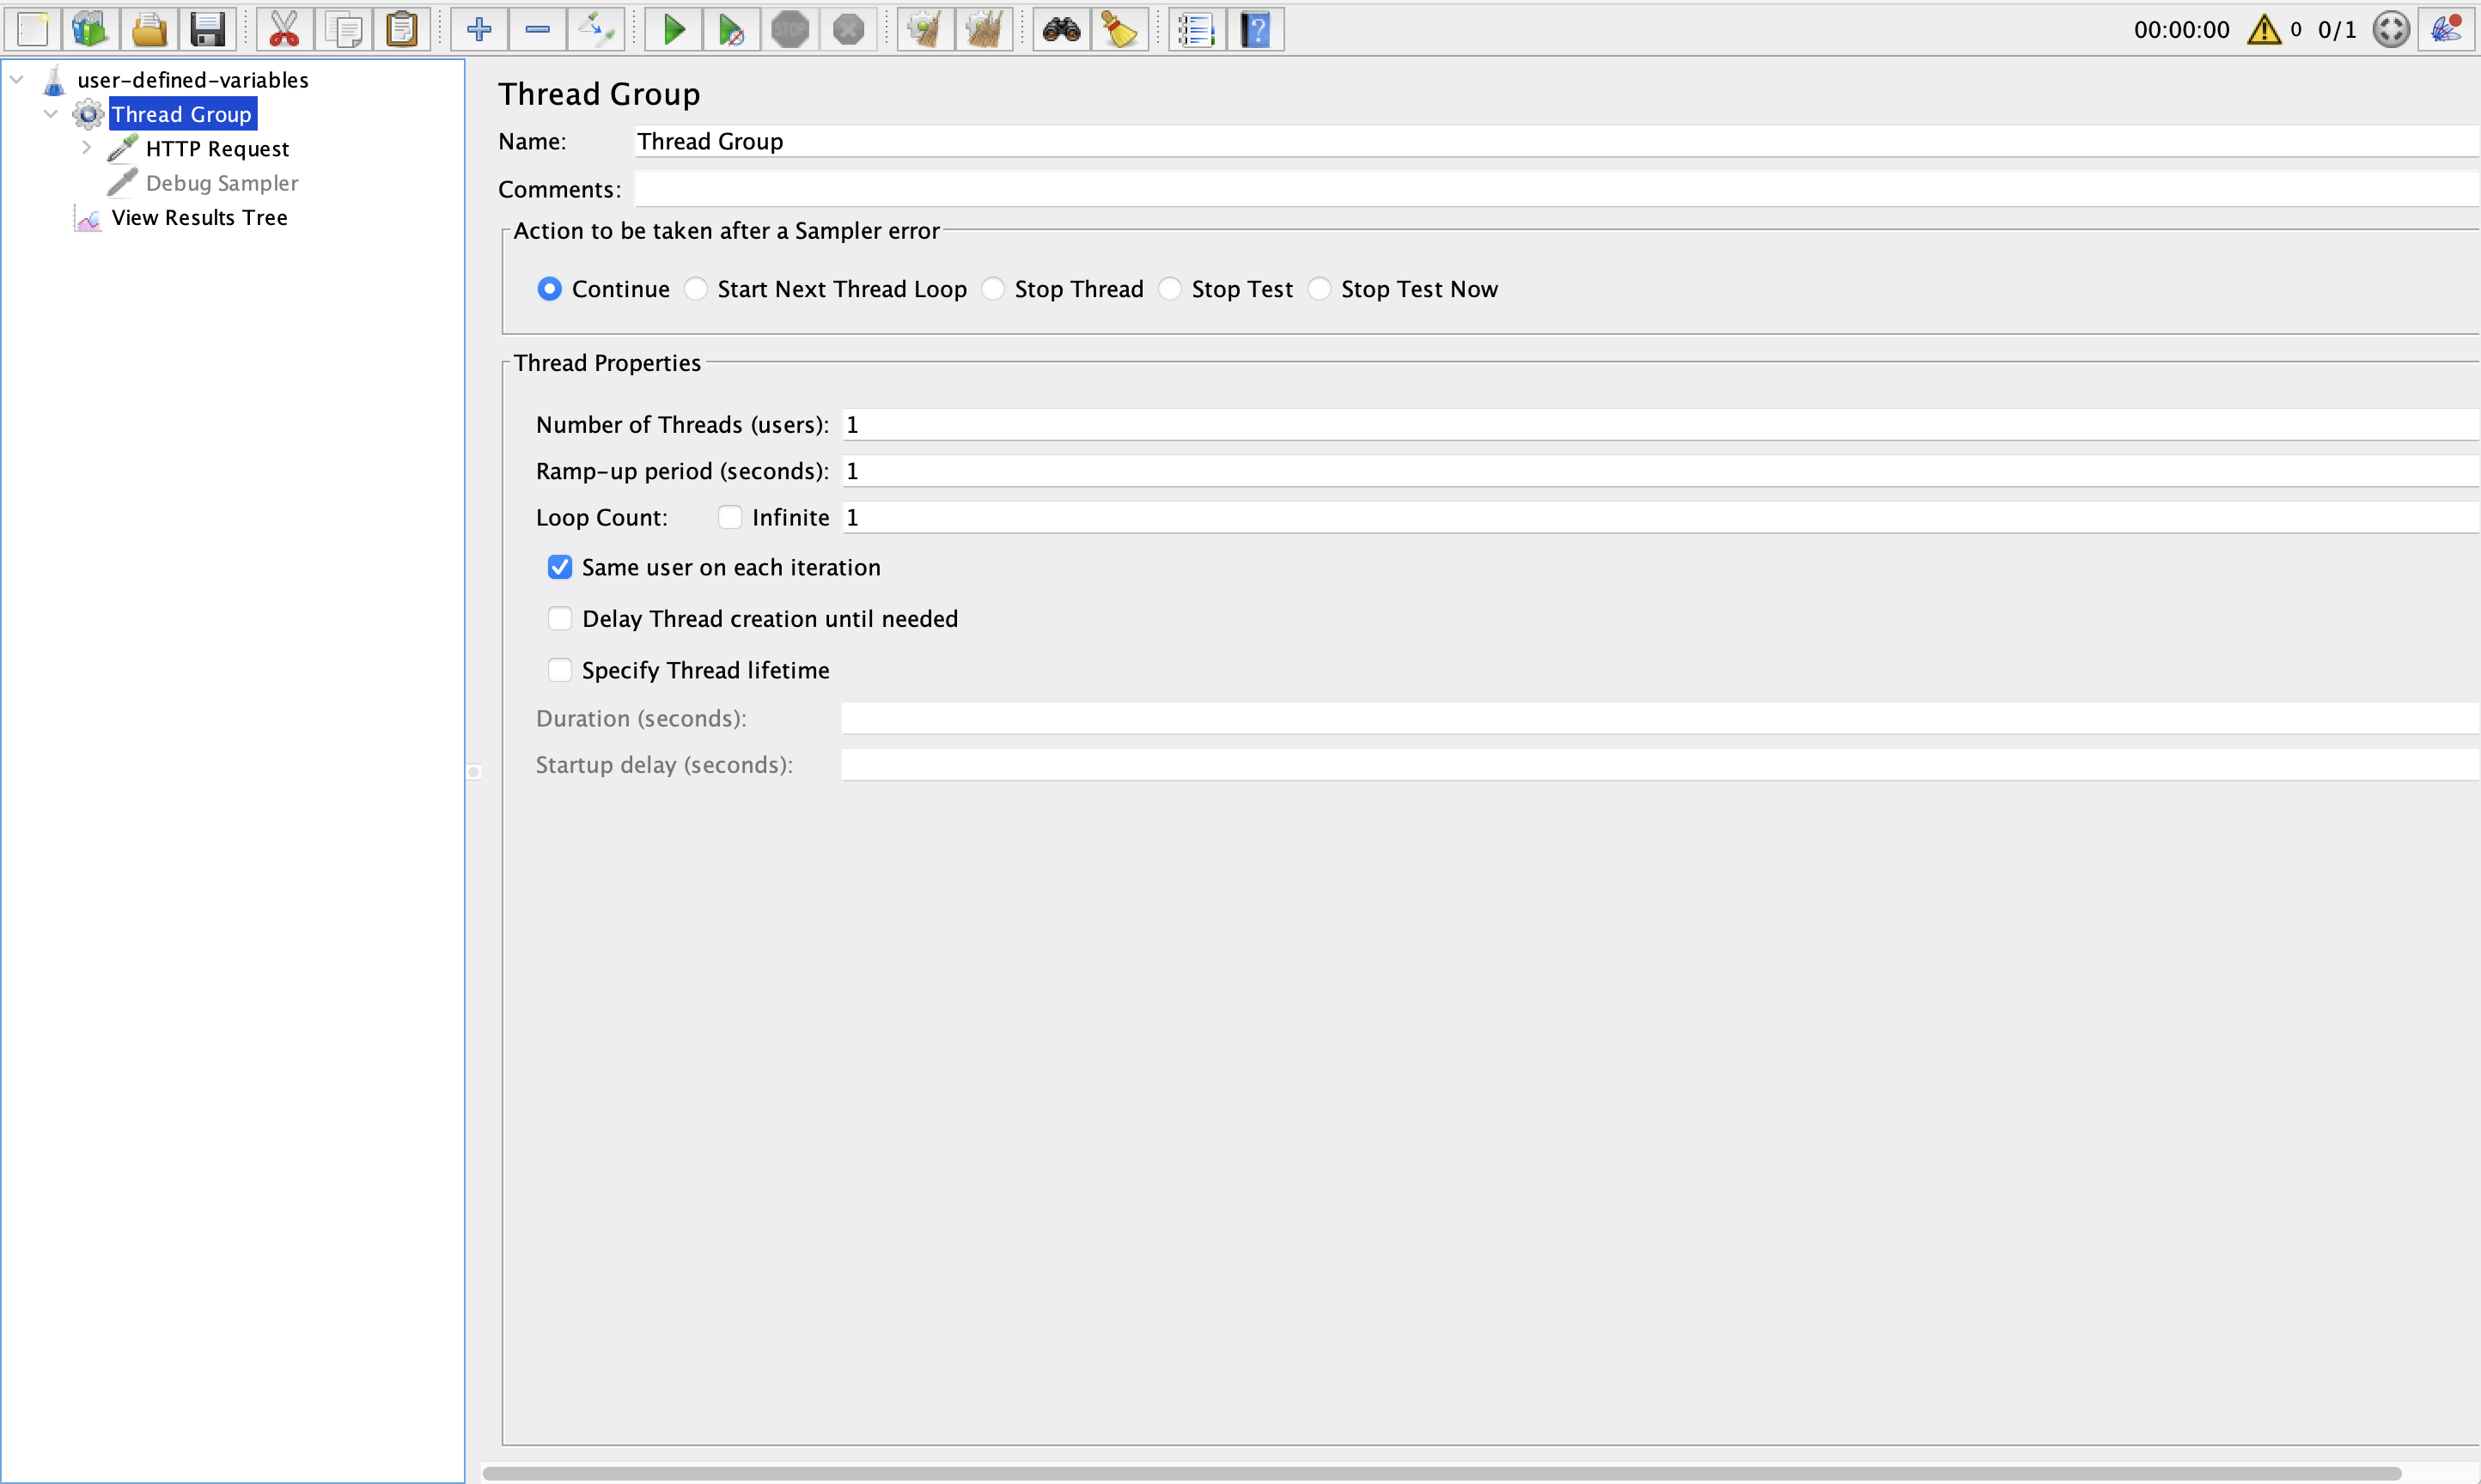 STOP
?
00:00:00
0
0/1
user-defined-variables
Thread Group
HTTP Request
Debug Sampler
View Results Tree
Thread Group
Name: Thread Group
Comments:
Action to be taken after a Sampler error
Continue Start Next Thread Loop Stop Thread Stop Test Stop Test Now
Thread Properties
Number of Threads (users): 1
Ramp-up period (seconds): 1
Loop Count: Infinite 1
Same user on each iteration
Delay Thread creation until needed
Specify Thread lifetime
Duration (seconds):
Startup delay (seconds):